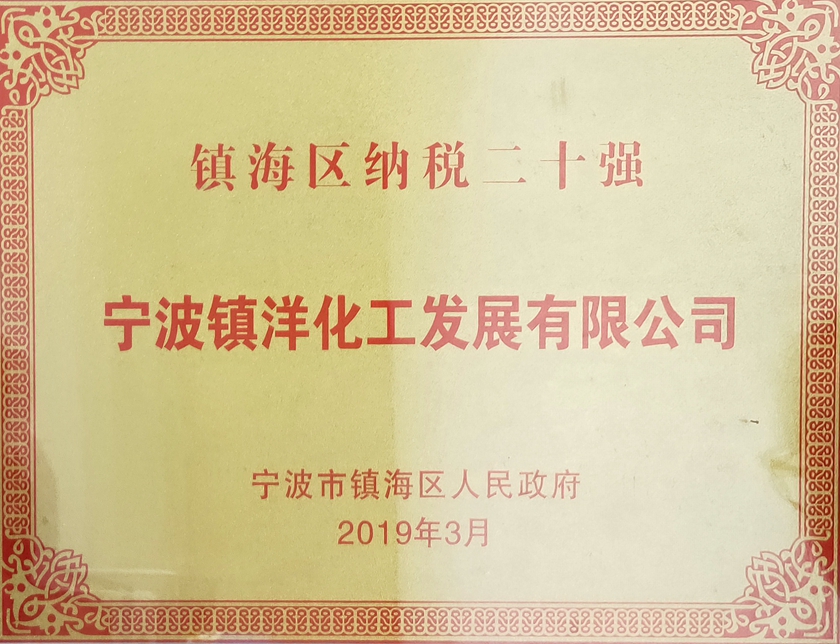 镇海区纳税二十强
宁波镇洋化工发展有限公司
宁波市镇海区人民政府
2019年3月